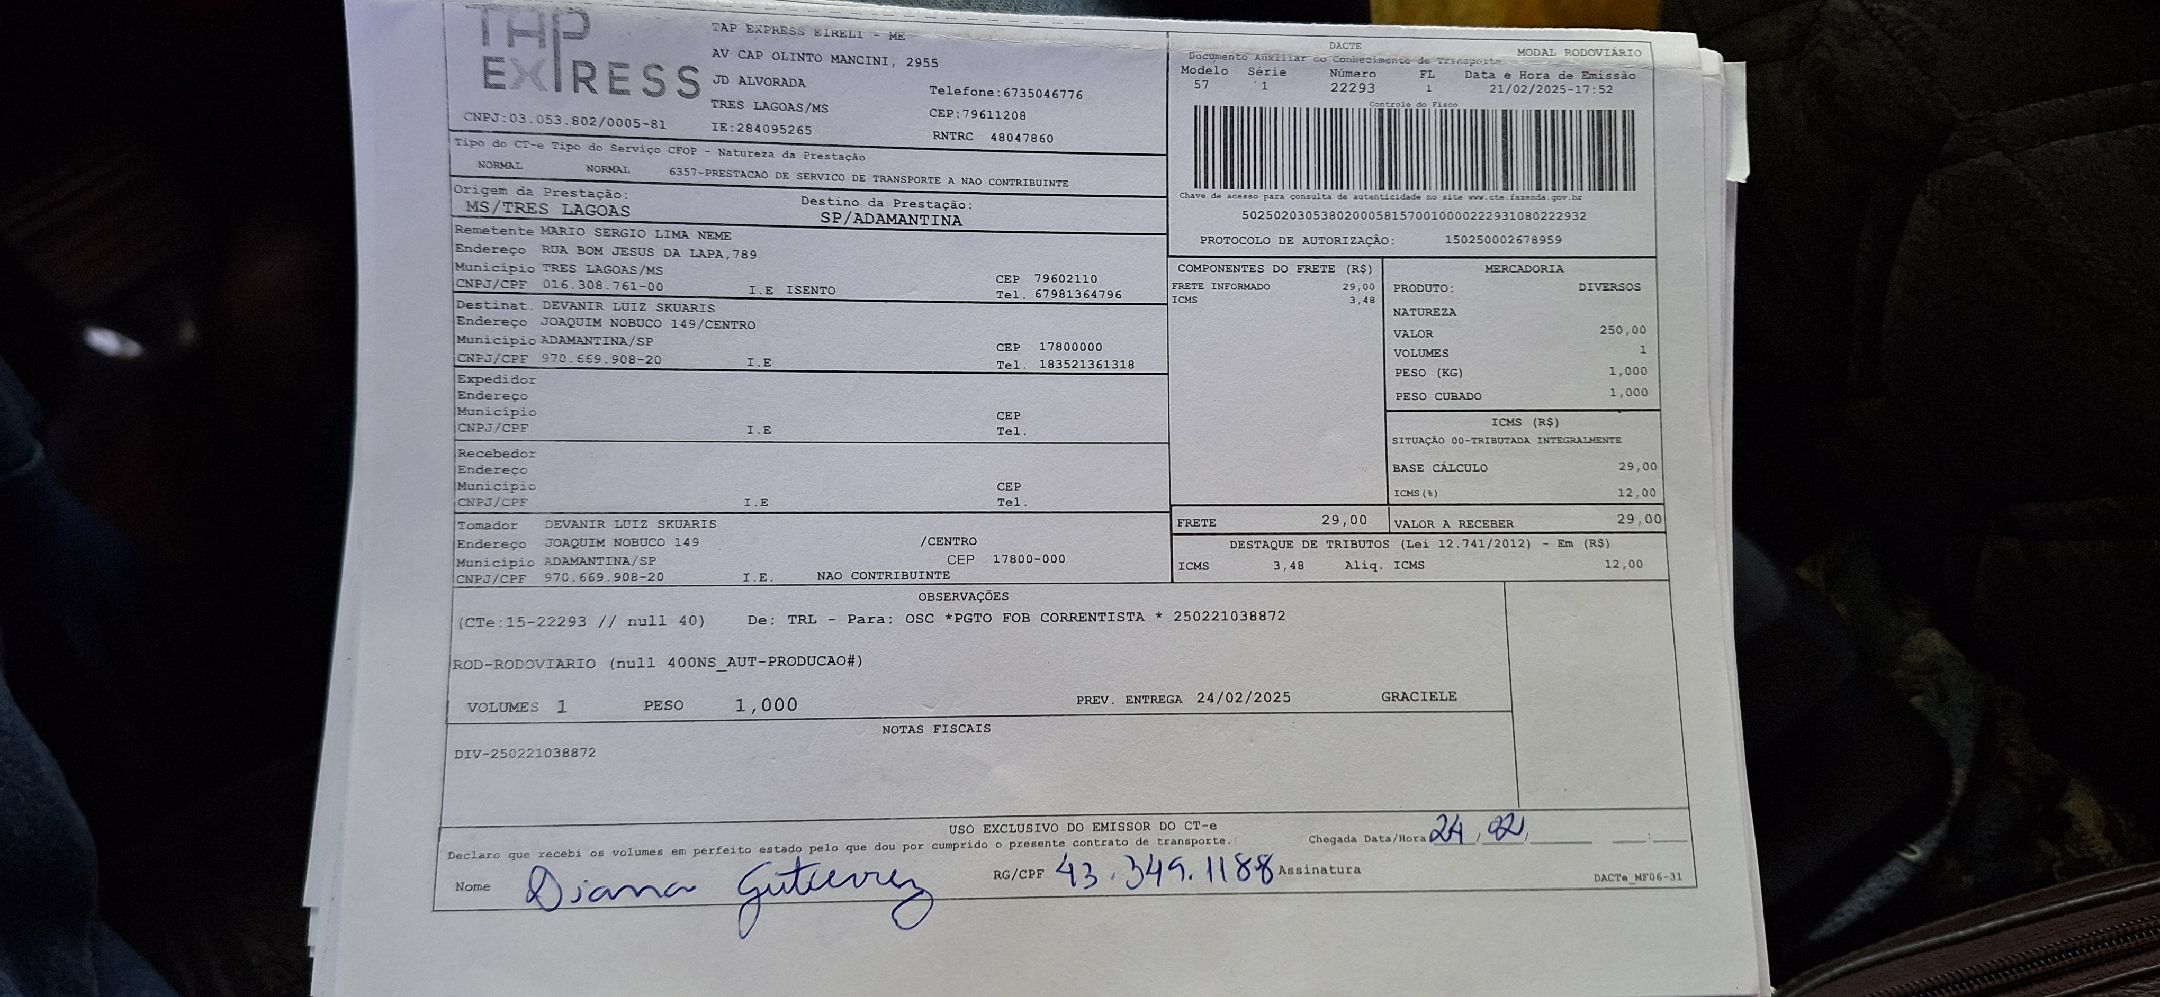 TAP EXPRESS
TAP EXPRESS EIRELI - ME
AV CAP OLINTO MANCINI, 2955
JD ALVORADA
Telefone:6735046776
TRES LAGOAS/MS
CEP:79611208
CNPJ:03.053.802/0005-81
IE:284095265
RNTRC 48047860
Tipo do CT-e Tipo do Serviço CFOP - Natureza da Prestação
NORMAL NORMAL 6357-PRESTACAO DE SERVICO DE TRANSPORTE A NAO CONTRIBUINTE
Origem da Prestação: Destino da Prestação:
MS/TRES LAGOAS SP/ADAMANTINA
DACTE MODAL RODOVIÁRIO
Documento Auxiliar do Conhecimento de Transporte
Modelo Série Número FL Data e Hora de Emissão
57 1 22293 1 21/02/2025-17:52
Controle do Fisco
Chave de acesso para consulta de autenticidade no site www.cte.fazenda.gov.br
50250203053802000581570010000222931080222932
PROTOCOLO DE AUTORIZAÇÃO: 150250002678959
Remetente MARIO SERGIO LIMA NEME
Endereço RUA BOM JESUS DA LAPA,789
Município TRES LAGOAS/MS CEP 79602110
CNPJ/CPF 016.308.761-00 I.E ISENTO Tel. 67981364796
Destinat. DEVANIR LUIZ SKUARIS
Endereço JOAQUIM NOBUCO 149/CENTRO
Município ADAMANTINA/SP CEP 17800000
CNPJ/CPF 970.669.908-20 I.E Tel. 183521361318
Expedidor
Endereço
Município CEP
CNPJ/CPF I.E Tel.
Recebedor
Endereço
Município CEP
CNPJ/CPF I.E Tel.
Tomador DEVANIR LUIZ SKUARIS
Endereço JOAQUIM NOBUCO 149 /CENTRO
Município ADAMANTINA/SP CEP 17800-000
CNPJ/CPF 970.669.908-20 I.E. NAO CONTRIBUINTE
COMPONENTES DO FRETE (R$)
FRETE INFORMADO 29,00
ICMS 3,48
MERCADORIA
PRODUTO: DIVERSOS
NATUREZA
VALOR 250,00
VOLUMES 1
PESO (KG) 1,000
PESO CUBADO 1,000
ICMS (R$)
SITUAÇÃO 00-TRIBUTADA INTEGRALMENTE
BASE CÁLCULO 29,00
ICMS(%) 12,00
FRETE 29,00 VALOR A RECEBER 29,00
DESTAQUE DE TRIBUTOS (Lei 12.741/2012) - Em (R$)
ICMS 3,48 Aliq. ICMS 12,00
OBSERVAÇÕES
(CTe:15-22293 // null 40) De: TRL - Para: OSC *PGTO FOB CORRENTISTA * 250221038872
ROD-RODOVIARIO (null 400NS_AUT-PRODUCAO#)
VOLUMES 1 PESO 1,000 PREV. ENTREGA 24/02/2025 GRACIELE
NOTAS FISCAIS
DIV-250221038872
USO EXCLUSIVO DO EMISSOR DO CT-e
Declaro que recebi os volumes em perfeito estado pelo que dou por cumprido o presente contrato de transporte. Chegada Data/Hora 24, 02,
Nome Diana Gutierrez RG/CPF 43.349.1188 Assinatura
DACTe_MF06-31